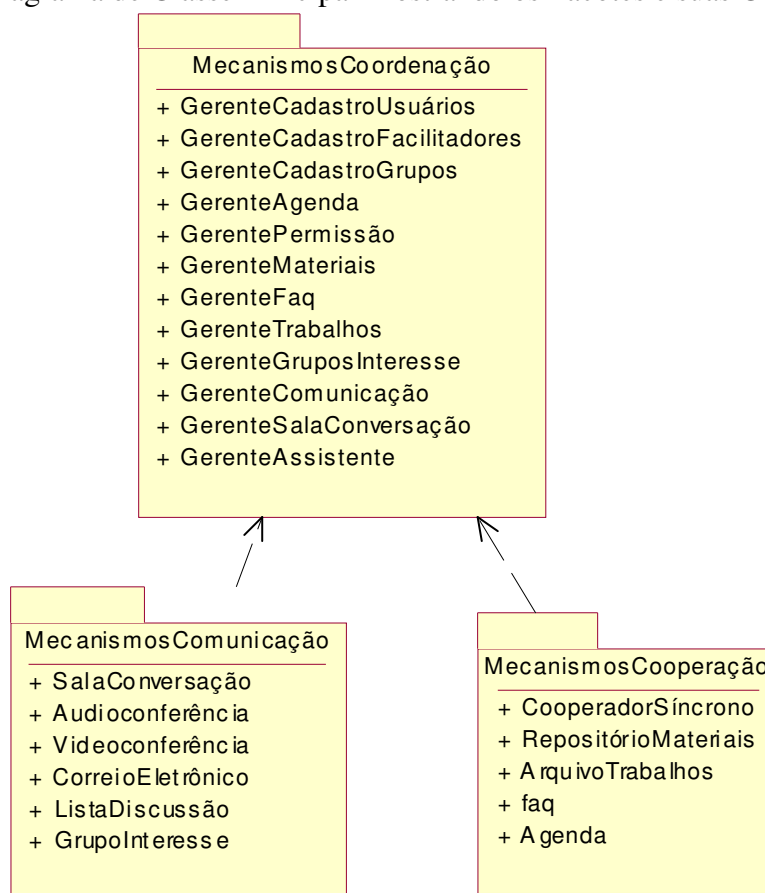 MecanismosCoordenação
+ GerenteCadastroUsuários
+ GerenteCadastroFacilitadores
+ GerenteCadastroGrupos
+ GerenteAgenda
+ GerentePermissão
+ GerenteMateriais
+ GerenteFaq
+ GerenteTrabalhos
+ GerenteGruposInteresse
+ GerenteComunicação
+ GerenteSalaConversação
+ GerenteAssistente
MecanismosComunicação
+ SalaConversação
+ Audioconferência
+ Videoconferência
+ CorreioEletrônico
+ ListaDiscussão
+ GrupoInteresse
MecanismosCooperação
+ CooperadorSíncrono
+ RepositórioMateriais
+ ArquivoTrabalhos
+ faq
+ Agenda